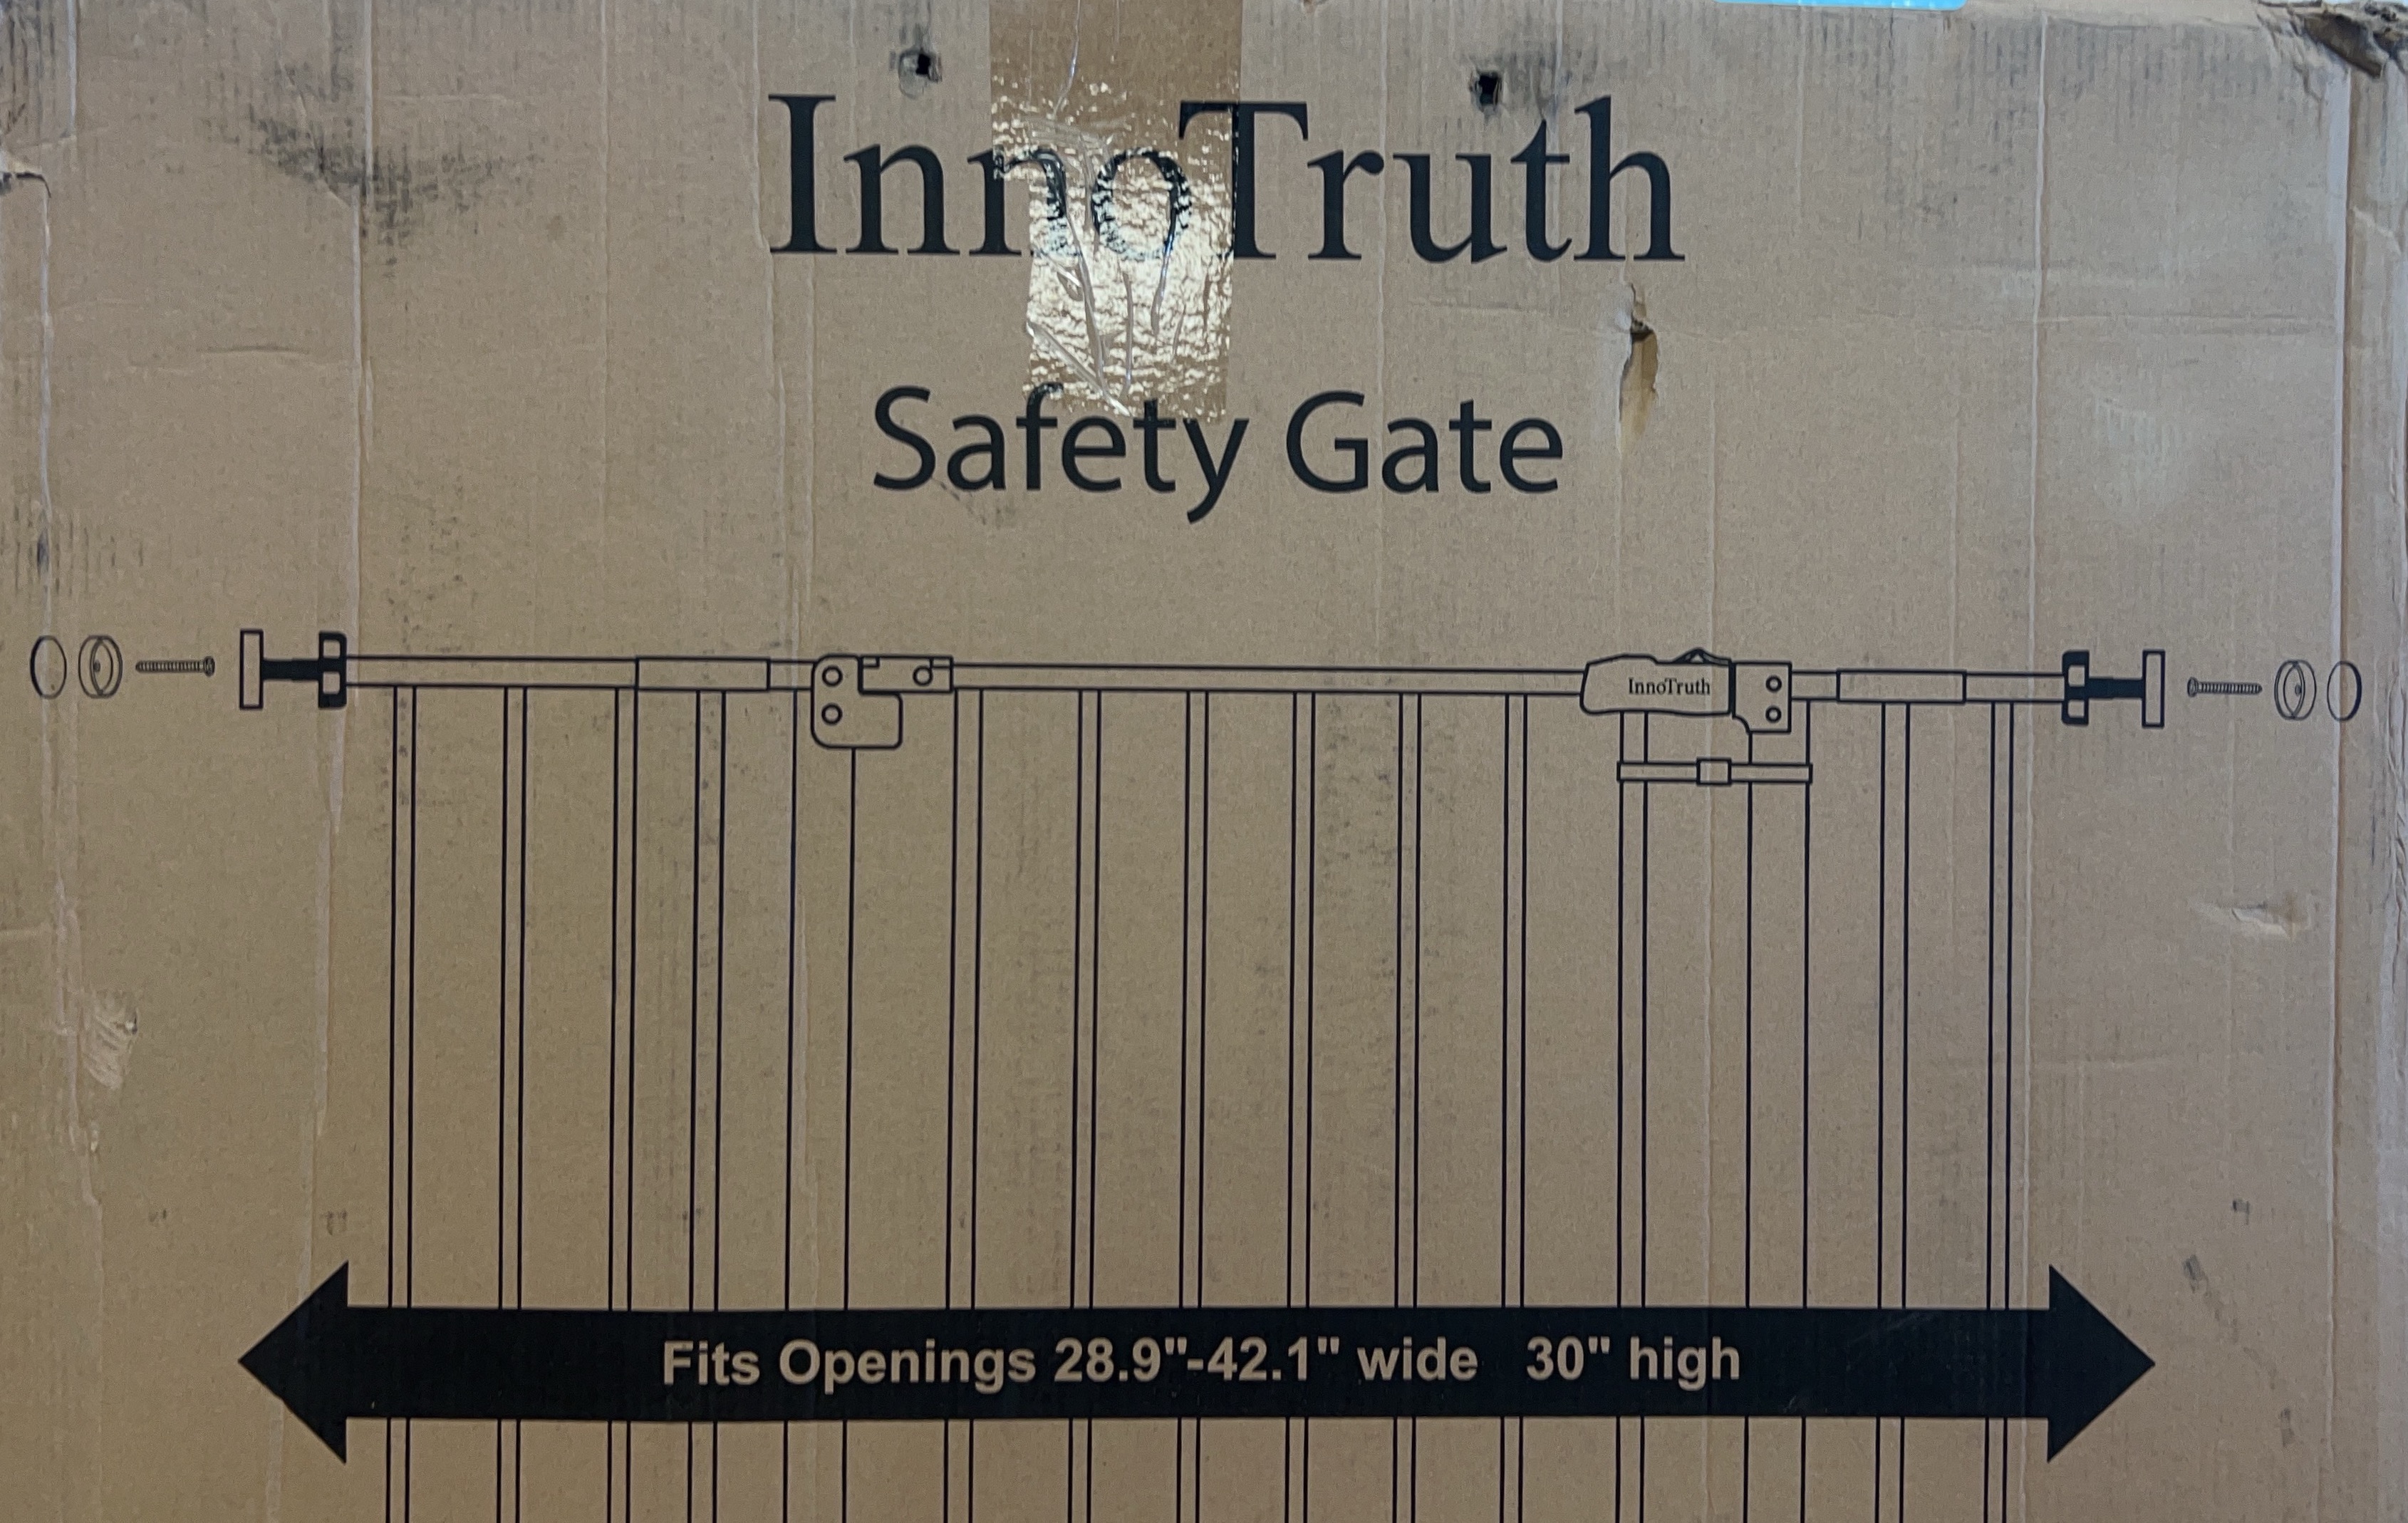 InnoTruth
Safety Gate
InnoTruth
Fits Openings 28.9"-42.1" wide 30" high